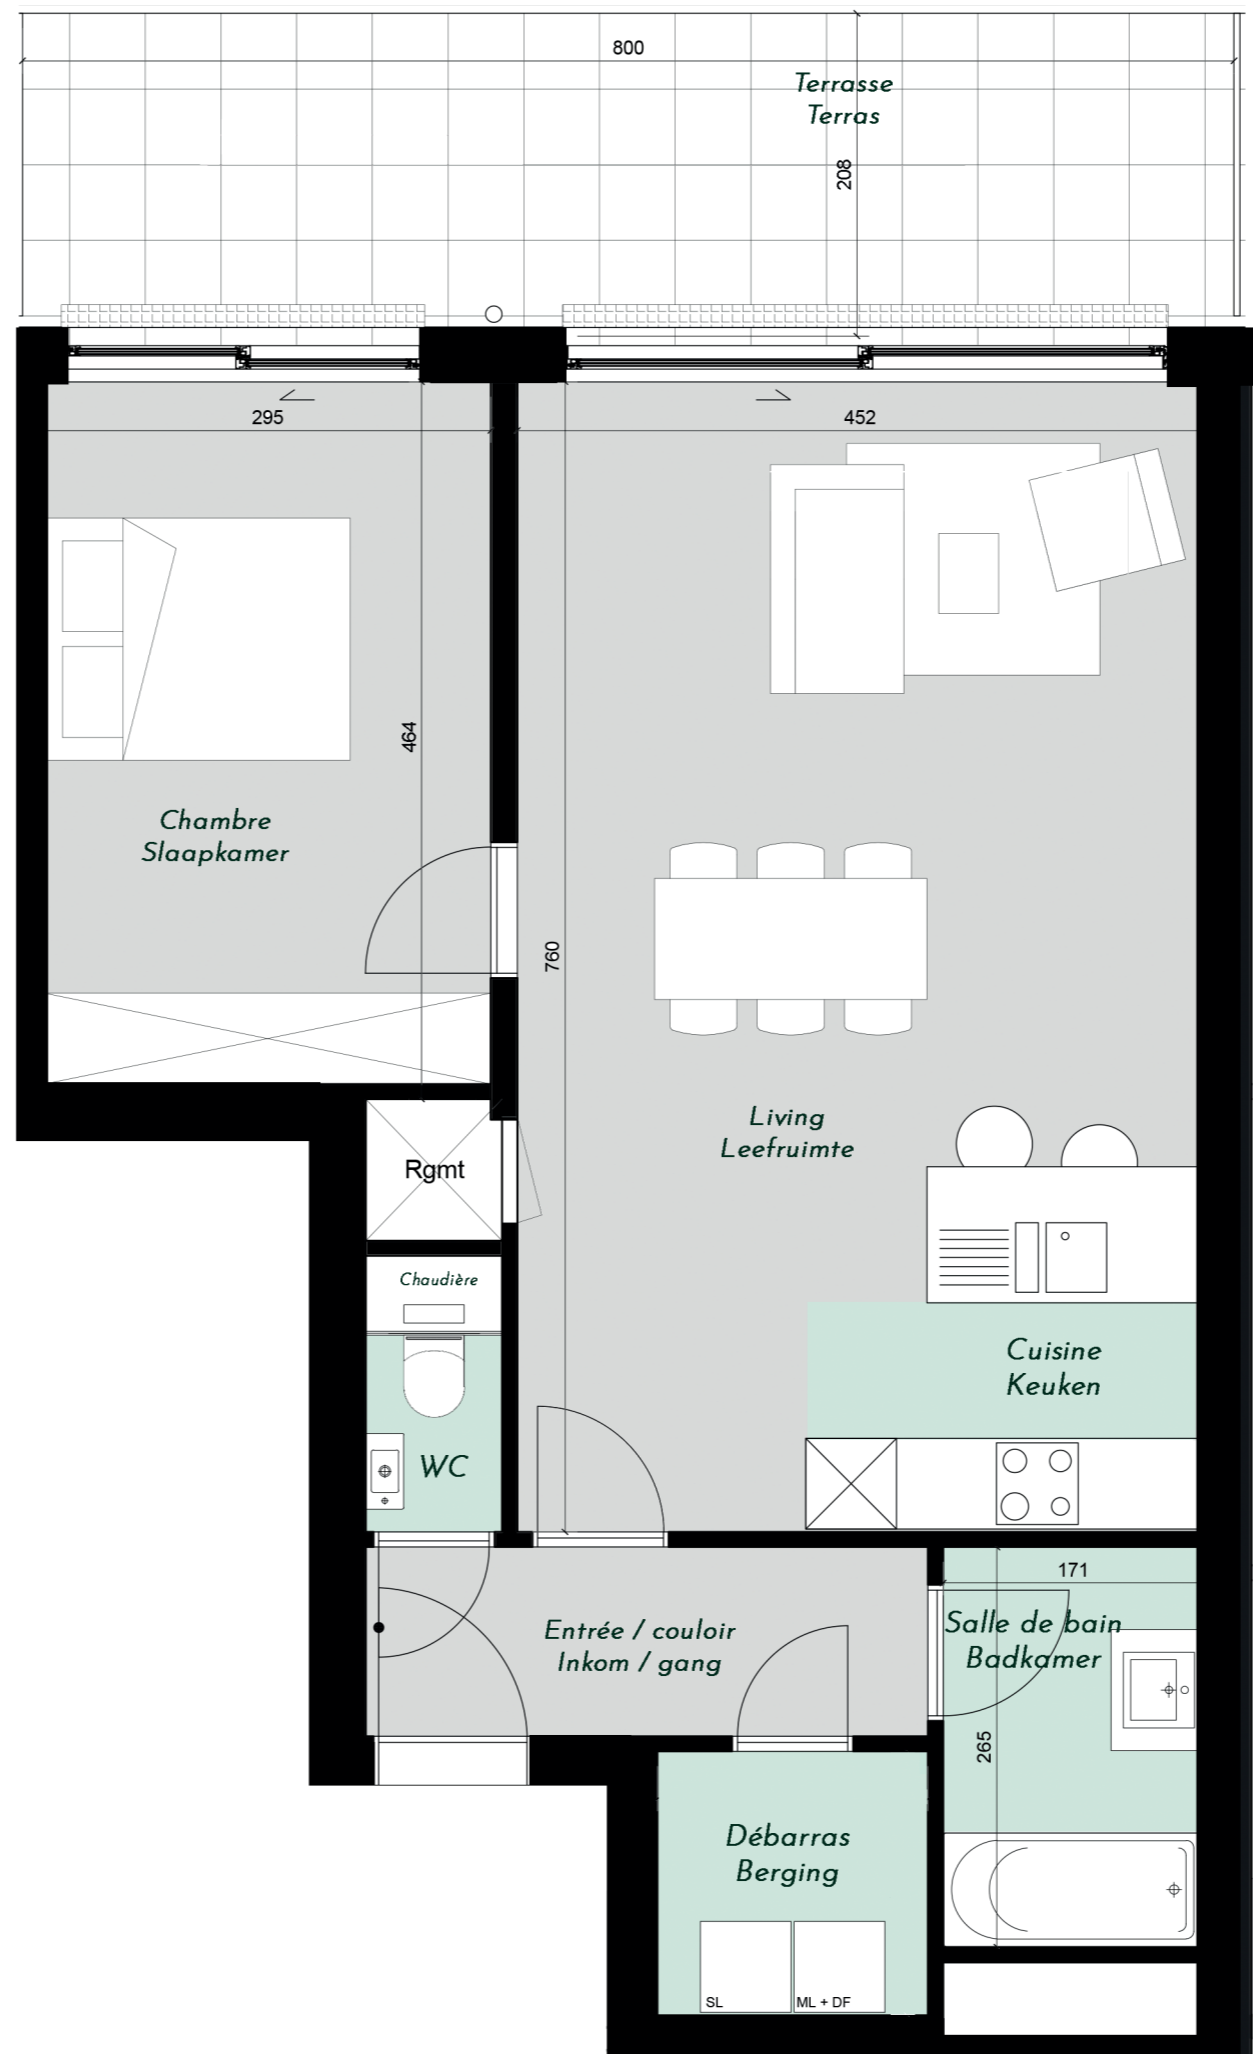 800
Terrasse
Terras
208
295
452
464
Chambre
Slaapkamer
760
Living
Leefruimte
Rgmt
Chaudière
Cuisine
Keuken
WC
171
Entrée / couloir
Inkom / gang
Salle de bain
Badkamer
265
Débarras
Berging
SL
ML + DF